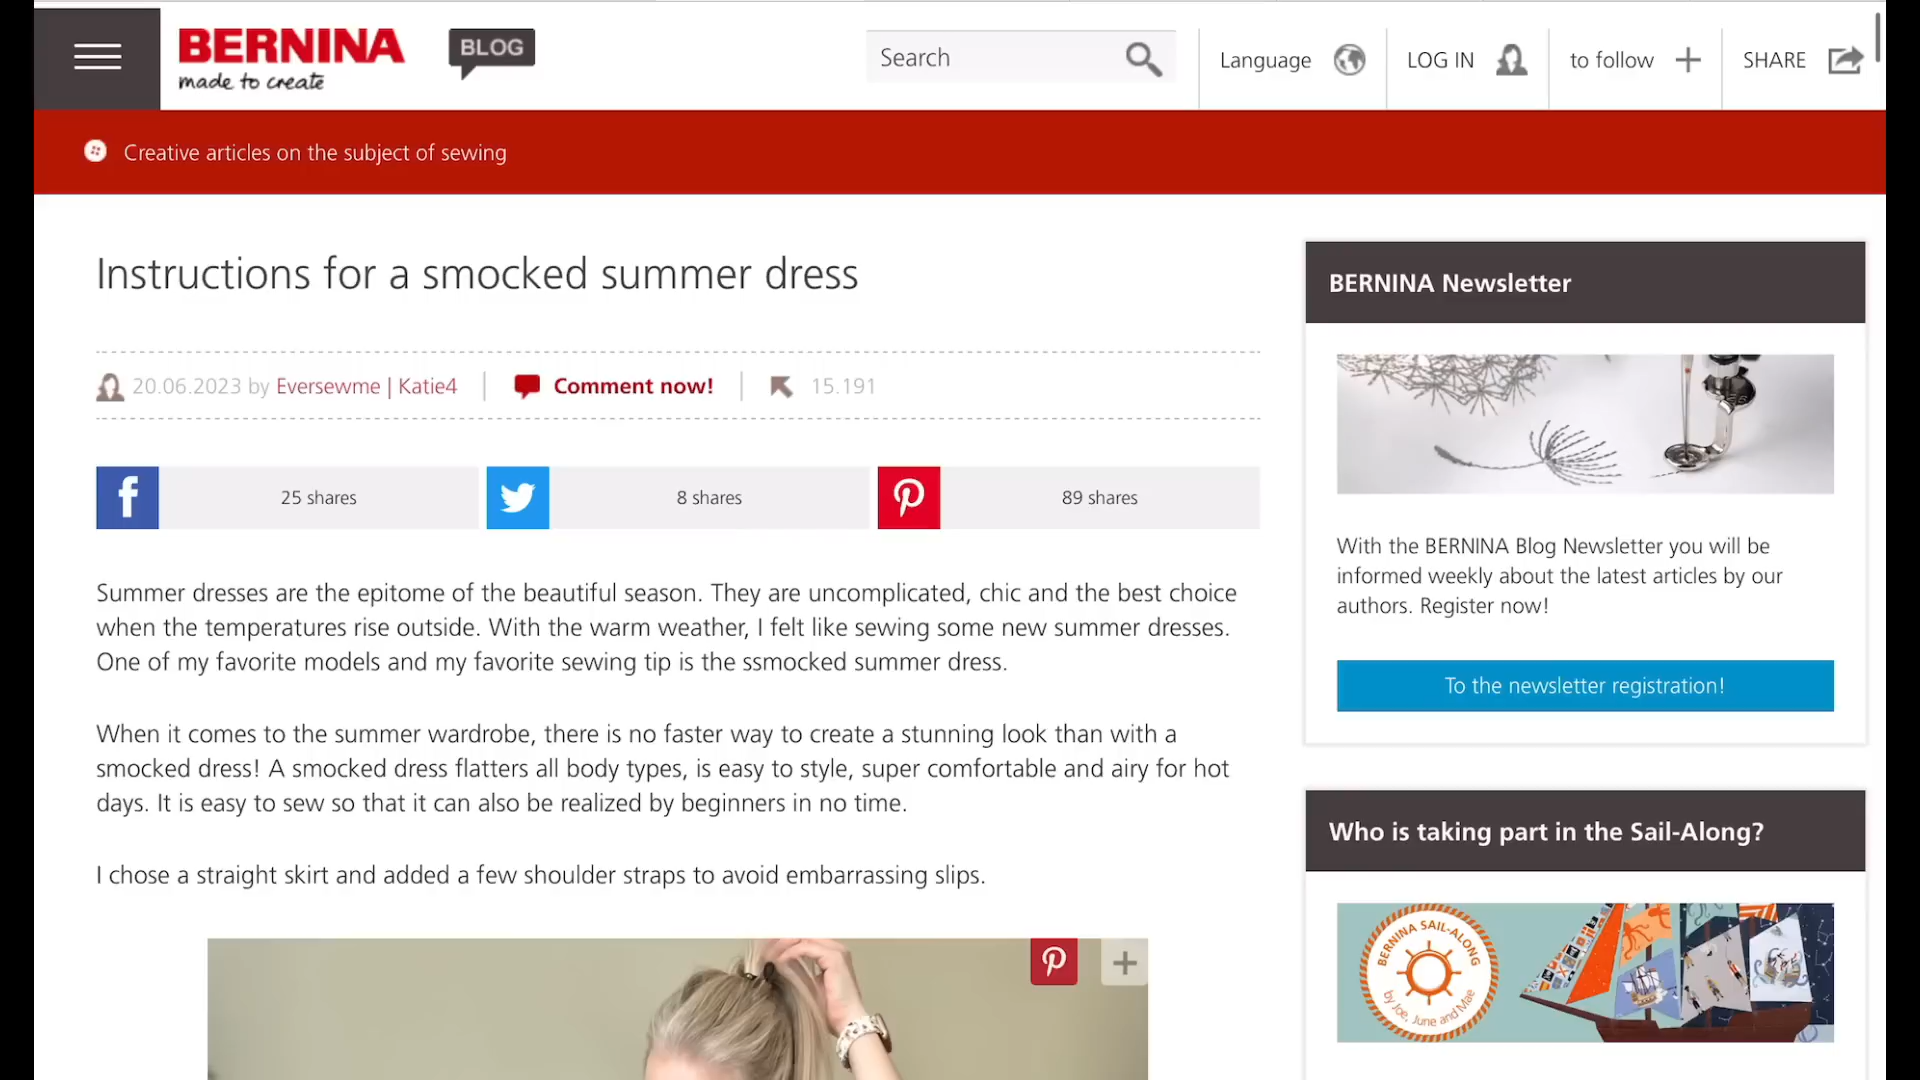 BERNINA
made to create
BLOG
Search
Language
LOG IN
to follow
SHARE
Creative articles on the subject of sewing
Instructions for a smocked summer dress
20.06.2023 by Eversewme | Katie4
Comment now!
15.191
25 shares
8 shares
89 shares
Summer dresses are the epitome of the beautiful season. They are uncomplicated, chic and the best choice
when the temperatures rise outside. With the warm weather, I felt like sewing some new summer dresses.
One of my favorite models and my favorite sewing tip is the ssmocked summer dress.
When it comes to the summer wardrobe, there is no faster way to create a stunning look than with a
smocked dress! A smocked dress flatters all body types, is easy to style, super comfortable and airy for hot
days. It is easy to sew so that it can also be realized by beginners in no time.
I chose a straight skirt and added a few shoulder straps to avoid embarrassing slips.
BERNINA Newsletter
With the BERNINA Blog Newsletter you will be
informed weekly about the latest articles by our
authors. Register now!
To the newsletter registration!
Who is taking part in the Sail-Along?
BERNINA SAIL-ALONG
by Joe, June and Mae